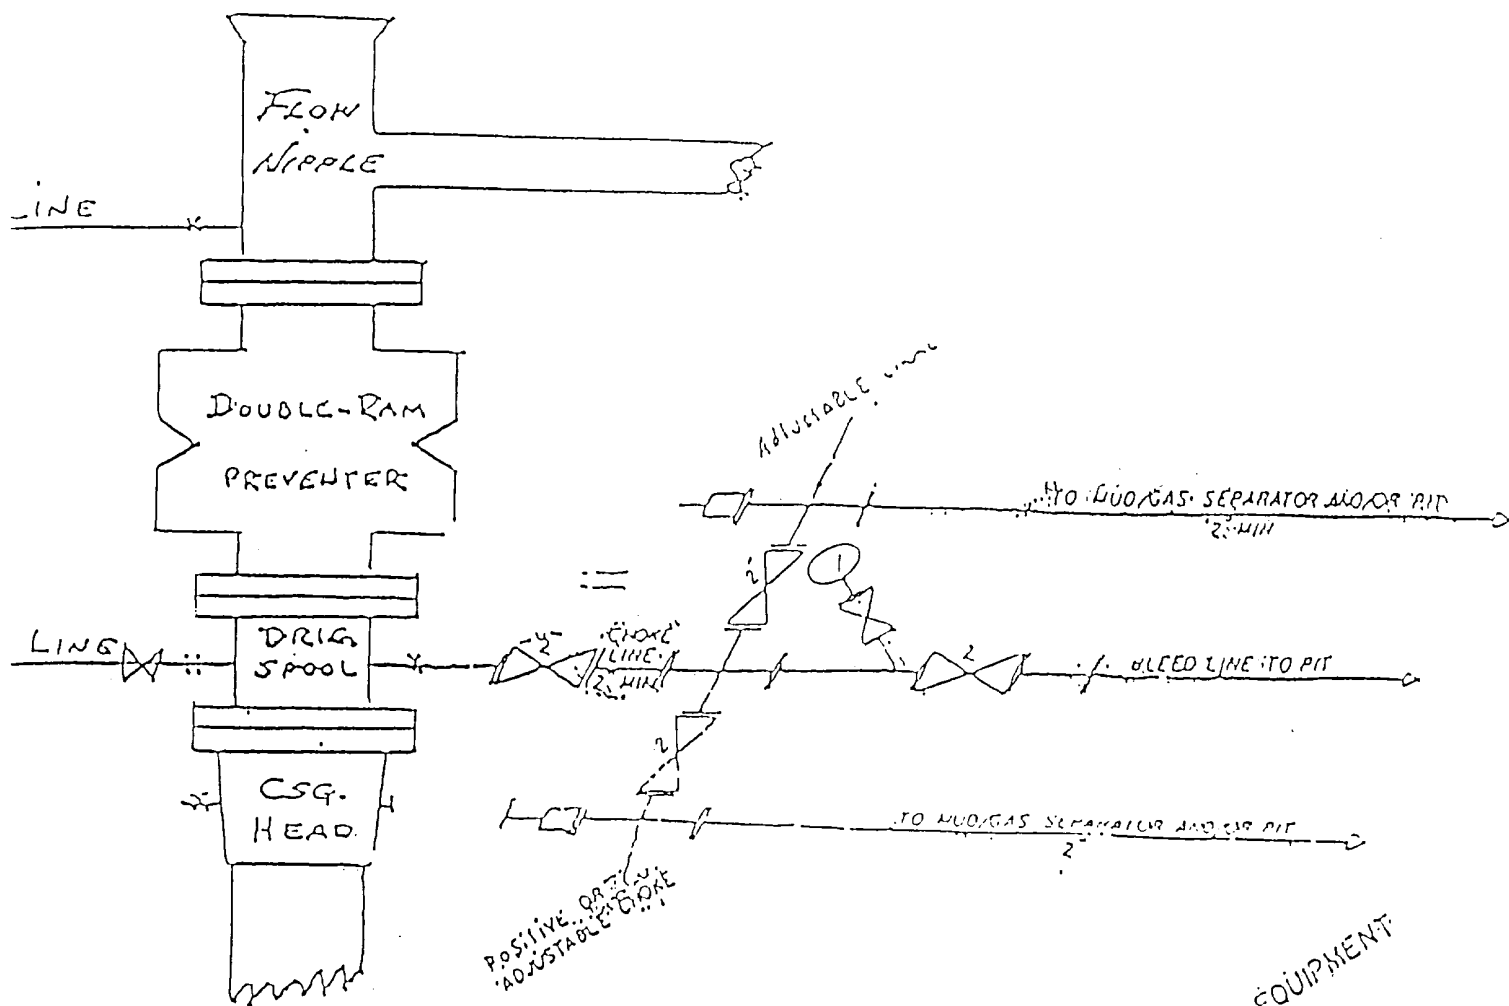 FLOW
NIPPLE
LINE
DOUBLE-RAM
PREVENTER
ADJUSTABLE
TO MUD/GAS SEPARATOR AND/OR PIT
2" MIN
2"
1
LINE
DRLG
SPOOL
2"
CHOKE
LINE
2" MIN
2
BLEED LINE TO PIT
2
CSG.
HEAD
TO MUD/GAS SEPARATOR AND/OR PIT
2"
POSITIVE OR
ADJUSTABLE CHOKE
EQUIPMENT